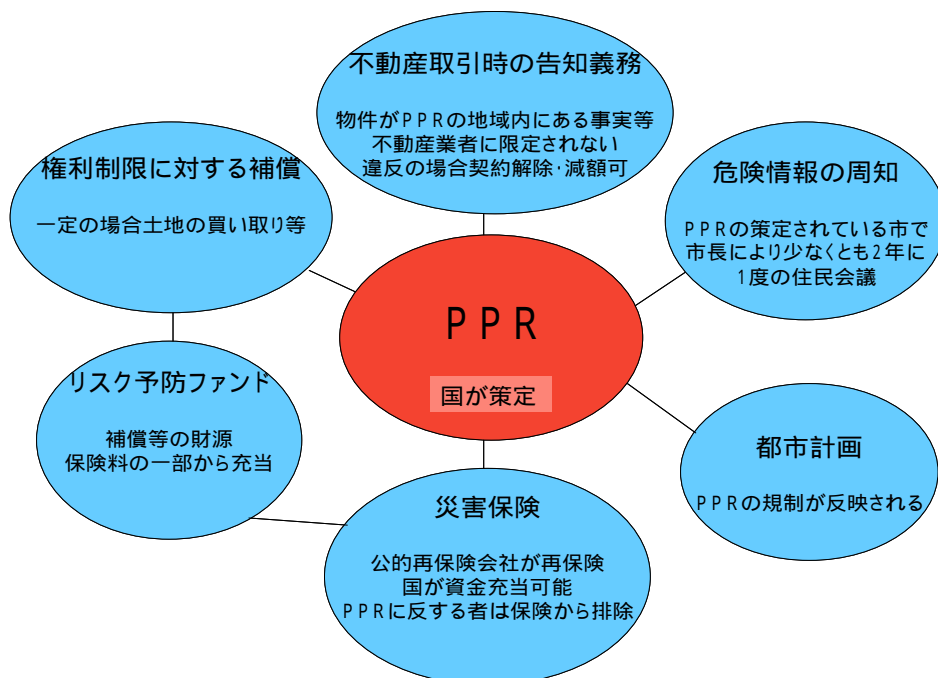 不動産取引時の告知義務
物件がPPRの地域内にある事実等
不動産業者に限定されない
違反の場合契約解除・減額可
権利制限に対する補償
一定の場合土地の買い取り等
危険情報の周知
PPRの策定されている市で
市長により少なくとも2年に
1度の住民会議
PPR
国が策定
リスク予防ファンド
補償等の財源
保険料の一部から充当
都市計画
PPRの規制が反映される
災害保険
公的再保険会社が再保険
国が資金充当可能
PPRに反する者は保険から排除